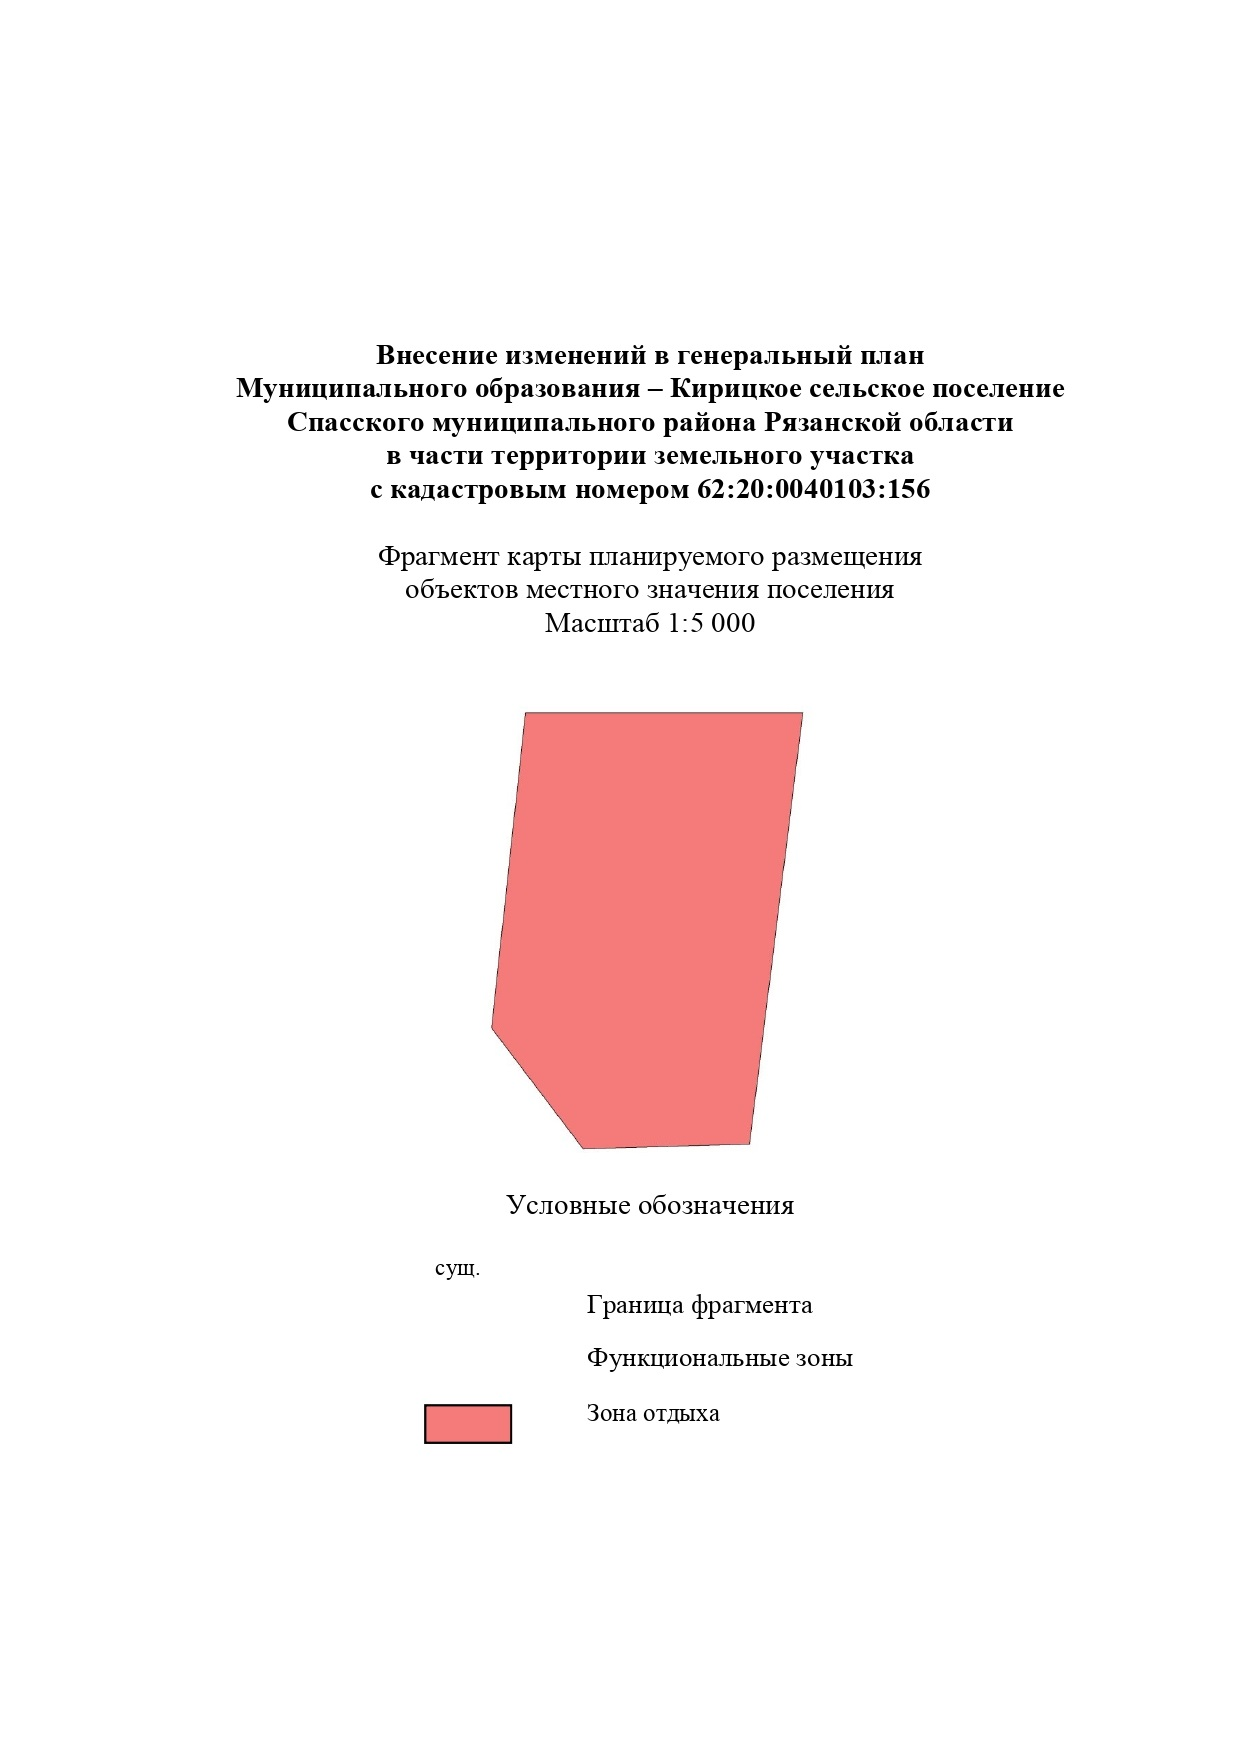 Внесение изменений в генеральный план
Муниципального образования – Кирицкое сельское поселение
Спасского муниципального района Рязанской области
в части территории земельного участка
с кадастровым номером 62:20:0040103:156
Фрагмент карты планируемого размещения
объектов местного значения поселения
Масштаб 1:5 000
Условные обозначения
сущ.
Граница фрагмента
Функциональные зоны
Зона отдыха